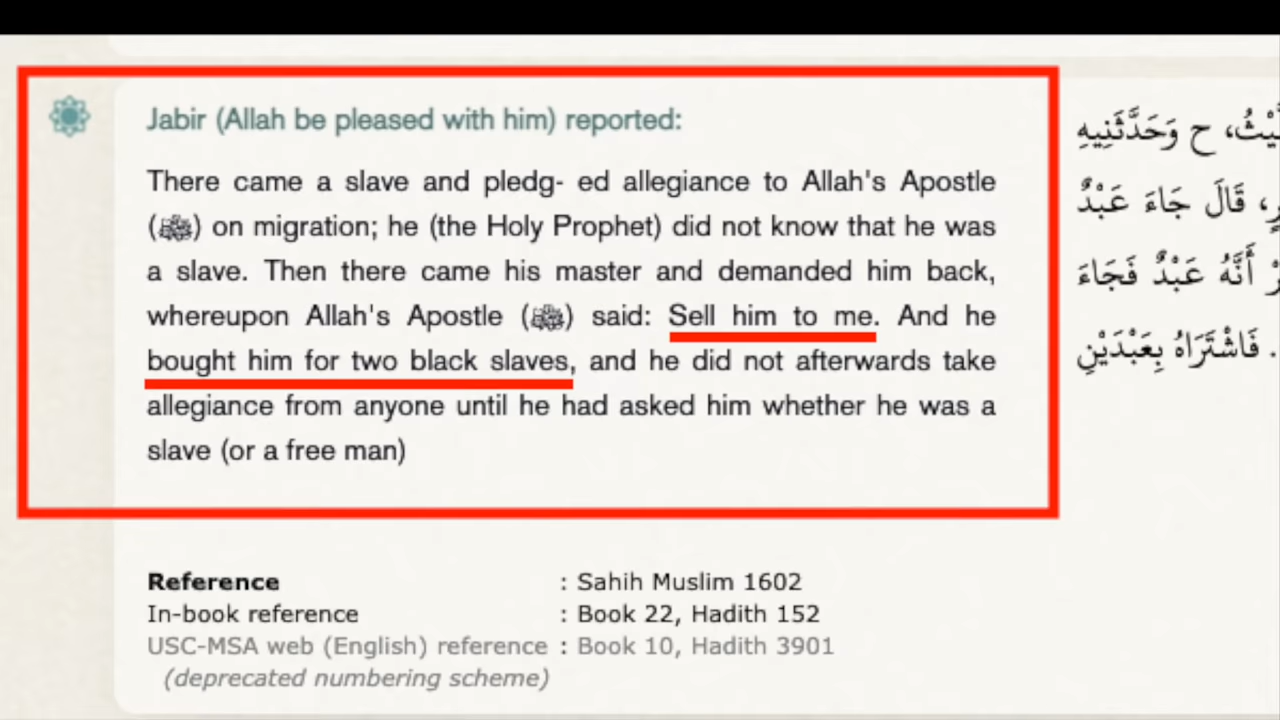 Jabir (Allah be pleased with him) reported:
There came a slave and pledg- ed allegiance to Allah's Apostle
(ﷺ) on migration; he (the Holy Prophet) did not know that he was
a slave. Then there came his master and demanded him back,
whereupon Allah's Apostle (ﷺ) said: Sell him to me. And he
bought him for two black slaves, and he did not afterwards take
allegiance from anyone until he had asked him whether he was a
slave (or a free man)
ح وَحَدَّثَنِيهِ
قَالَ جَاءَ عَبْدٌ
أَنَّهُ عَبْدٌ فَجَاءَ
. فَاشْتَرَاهُ بِعَبْدَيْنِ
Reference : Sahih Muslim 1602
In-book reference : Book 22, Hadith 152
USC-MSA web (English) reference : Book 10, Hadith 3901
(deprecated numbering scheme)